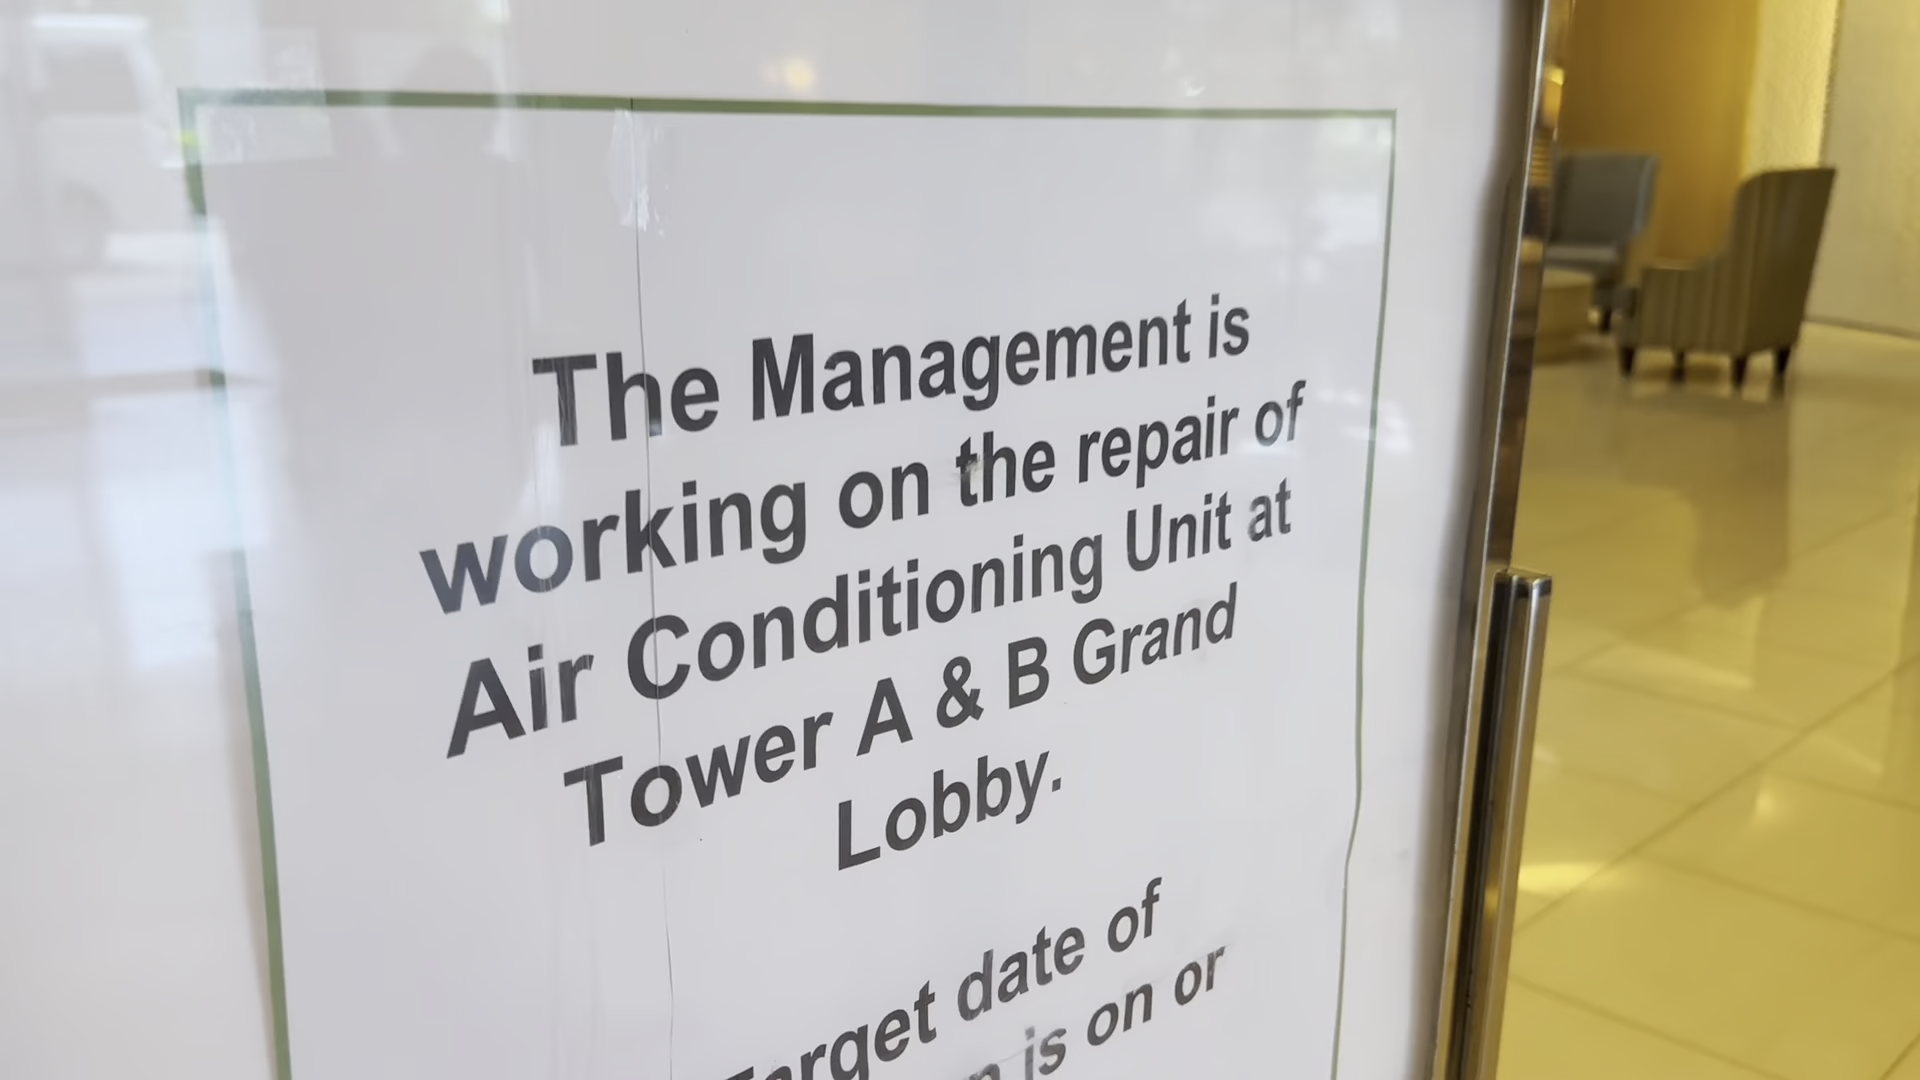 The Management is
working on the repair of
Air Conditioning Unit at
Tower A & B Grand
Lobby.
Target date of
is on or